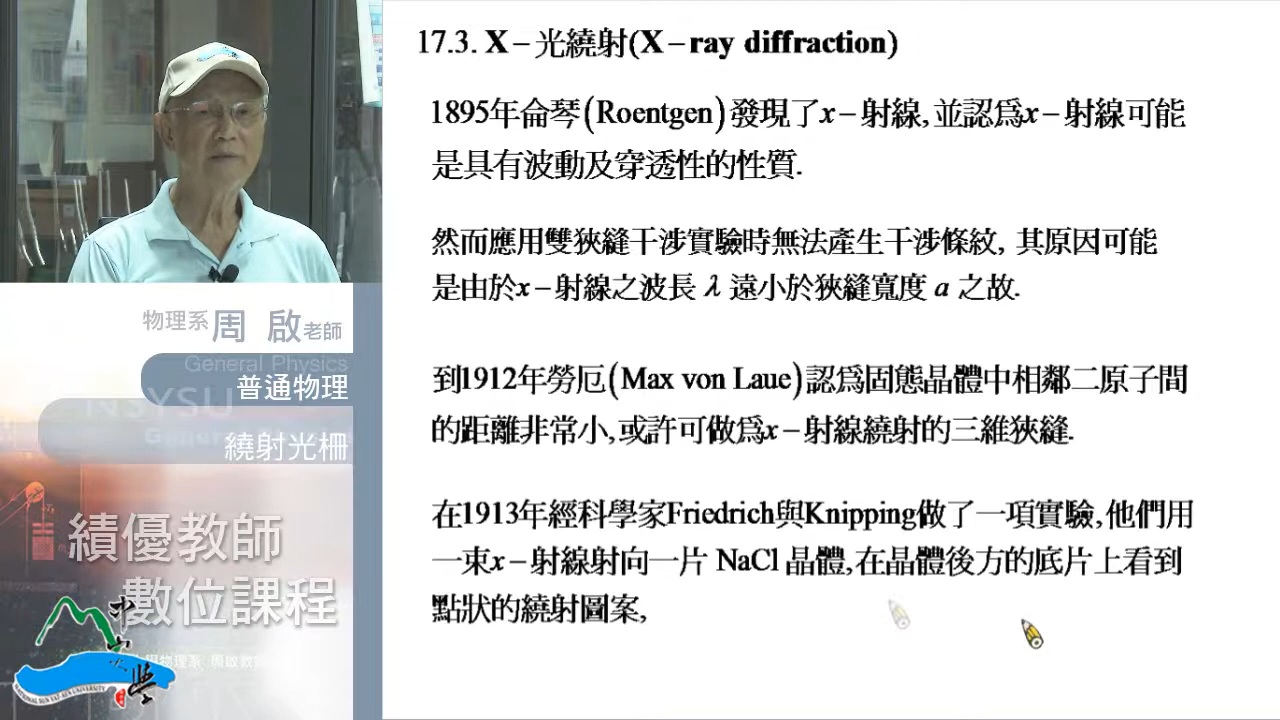 17.3. X－光繞射(X－ray diffraction)
1895年侖琴(Roentgen)發現了x－射線,並認爲x－射線可能
是具有波動及穿透性的性質.
然而應用雙狹縫干涉實驗時無法產生干涉條紋, 其原因可能
是由於x－射線之波長 λ 遠小於狹縫寬度 a 之故.
到1912年勞厄(Max von Laue)認爲固態晶體中相鄰二原子間
的距離非常小,或許可做爲x－射線繞射的三維狹縫.
在1913年經科學家Friedrich與Knipping做了一項實驗,他們用
一束x－射線射向一片 NaCl 晶體,在晶體後方的底片上看到
點狀的繞射圖案,
物理系 周 啟 老師
General Physics
普通物理
NSYSU
繞射光柵
績優教師
數位課程
中山大學
NATIONAL SUN YAT-SEN UNIVERSITY